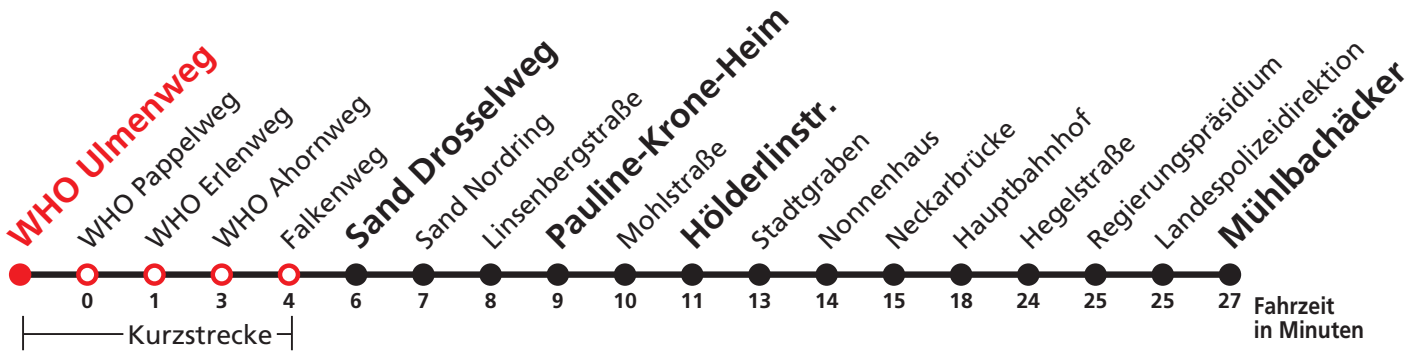 WHO Ulmenweg
WHO Pappelweg
WHO Erlenweg
WHO Ahornweg
Falkenweg
Sand Drosselweg
Sand Nordring
Linsenbergstraße
Pauline-Krone-Heim
Mohlstraße
Hölderlinstr.
Stadtgraben
Nonnenhaus
Neckarbrücke
Hauptbahnhof
Hegelstraße
Regierungspräsidium
Landespolizeidirektion
Mühlbachäcker
0 1 3 4 6 7 8 9 10 11 13 14 15 18 24 25 25 27
Fahrzeit
in Minuten
Kurzstrecke